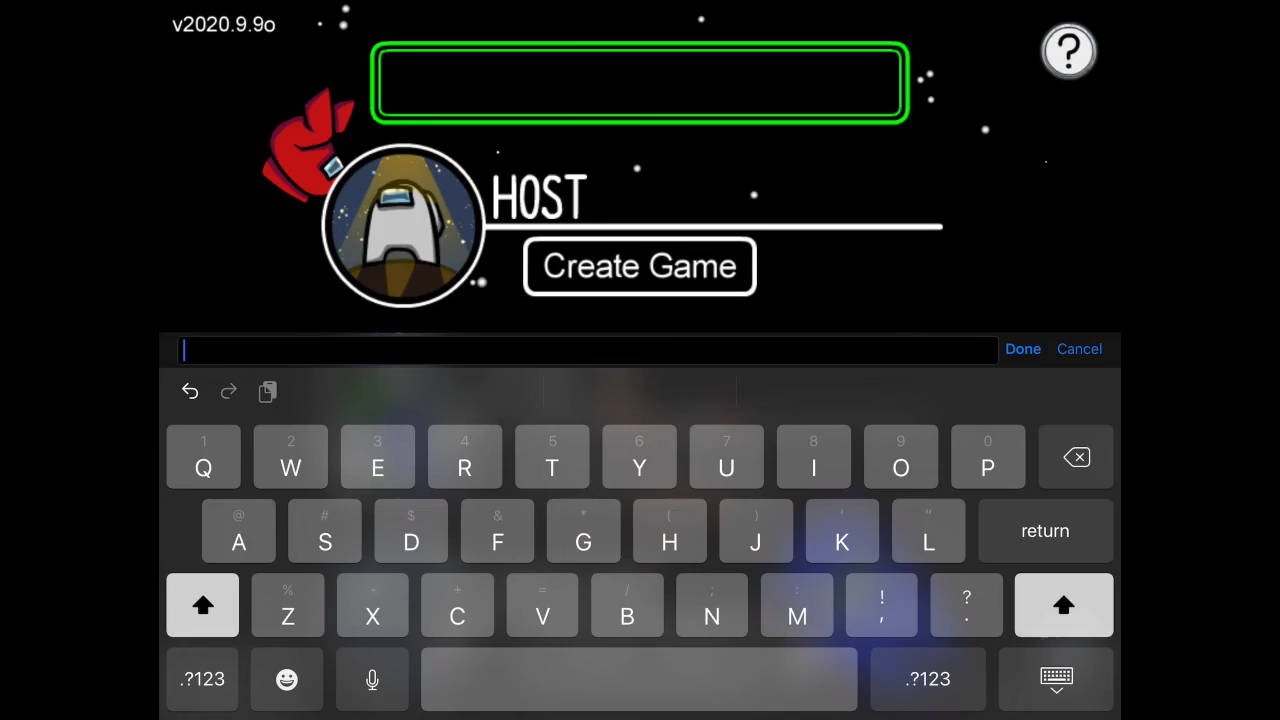 v2020.9.9o
?
HOST
Create Game
Done Cancel
1 2 3 4 5 6 7 8 9 0
Q W E R T Y U I O P
@ # $ & * ( ) ' "
A S D F G H J K L return
% - + = / ; : ! ?
Z X C V B N M , .
.?123 .?123